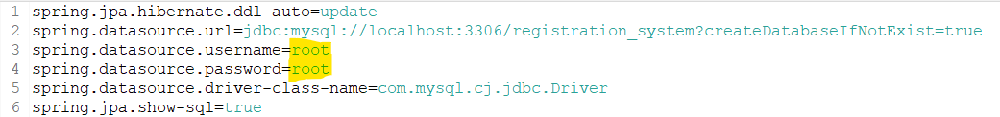 1 spring.jpa.hibernate.ddl-auto=update
2 spring.datasource.url=jdbc:mysql://localhost:3306/registration_system?createDatabaseIfNotExist=true
3 spring.datasource.username=root
4 spring.datasource.password=root
5 spring.datasource.driver-class-name=com.mysql.cj.jdbc.Driver
6 spring.jpa.show-sql=true